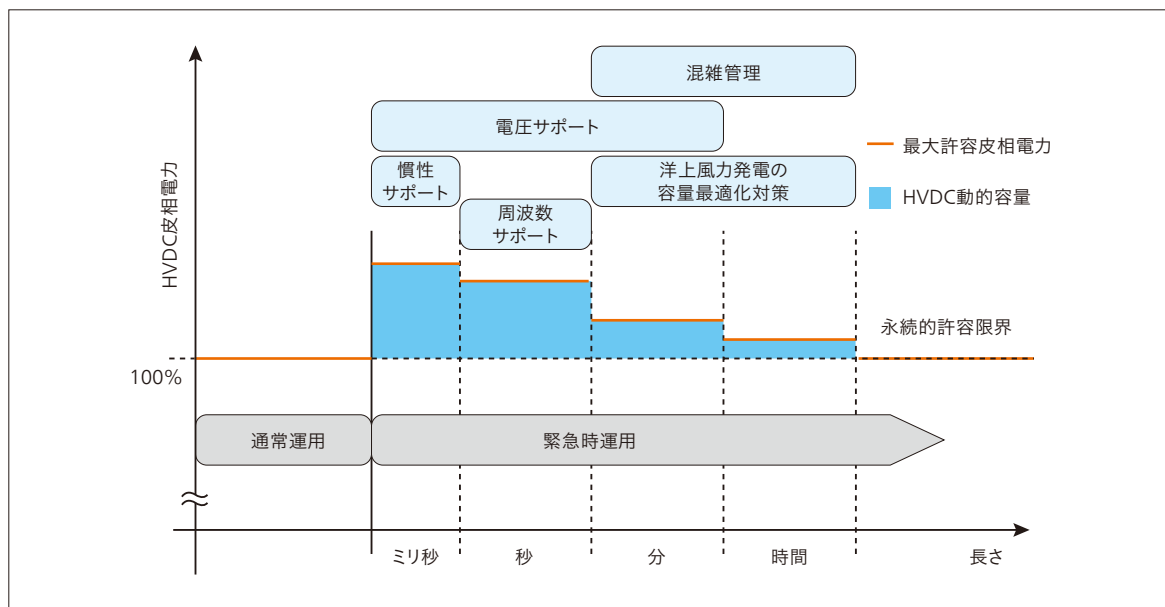 混雑管理
電圧サポート
慣性
サポート
洋上風力発電の
容量最適化対策
周波数
サポート
最大許容皮相電力
HVDC動的容量
HVDC皮相電力
永続的許容限界
100%
通常運用
緊急時運用
ミリ秒
秒
分
時間
長さ